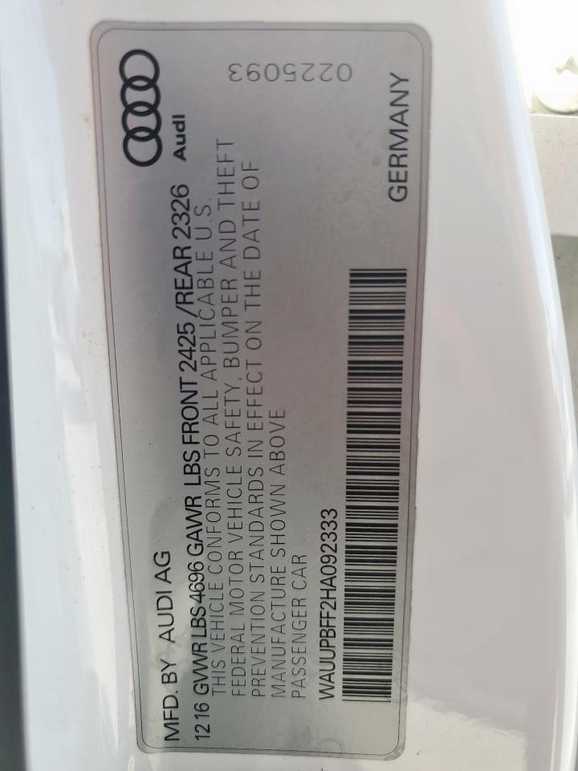 MFD. BY AUDI AG
Audi
12 16 GVWR LBS 4696 GAWR LBS FRONT 2425 /REAR 2326
THIS VEHICLE CONFORMS TO ALL APPLICABLE U.S.
FEDERAL MOTOR VEHICLE SAFETY, BUMPER AND THEFT
PREVENTION STANDARDS IN EFFECT ON THE DATE OF
MANUFACTURE SHOWN ABOVE
PASSENGER CAR
WAUUPBFF2HA092333
GERMANY
0225093